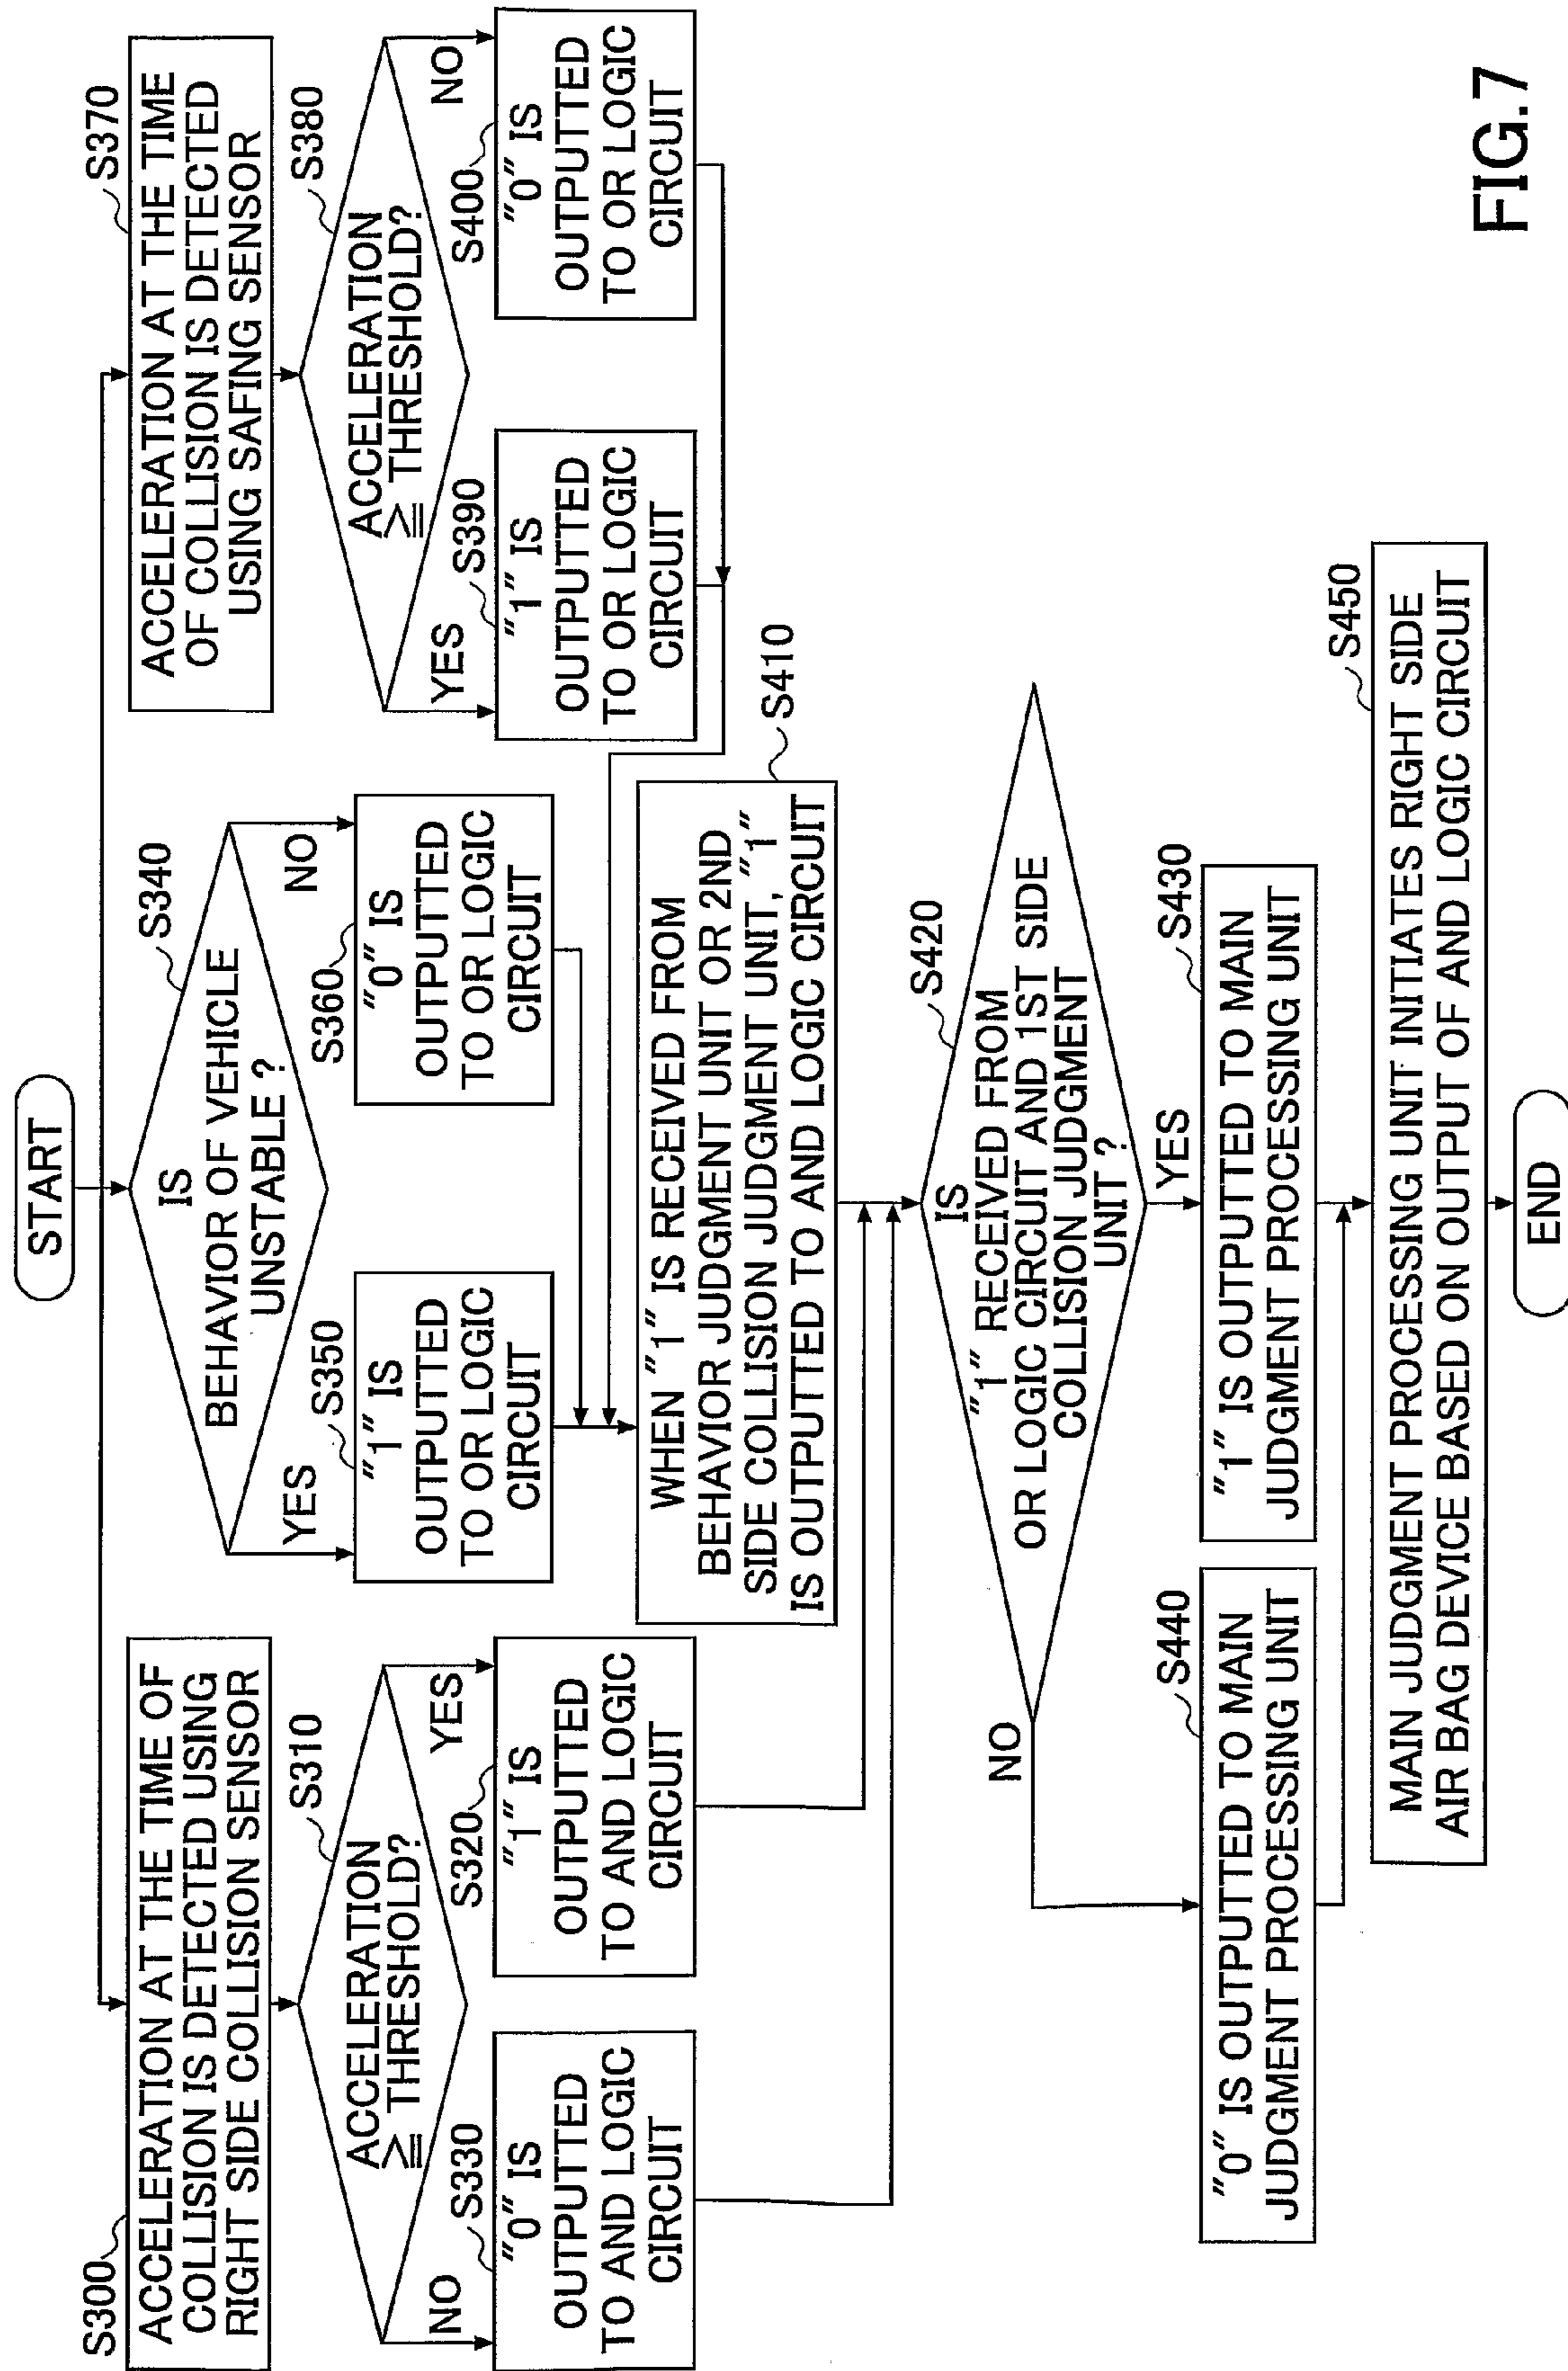 START
S300
ACCELERATION AT THE TIME OF
COLLISION IS DETECTED USING
RIGHT SIDE COLLISION SENSOR
S310
ACCELERATION
≧ THRESHOLD?
NO
YES
S330
"0" IS
OUTPUTTED
TO AND LOGIC
CIRCUIT
S320
"1" IS
OUTPUTTED
TO AND LOGIC
CIRCUIT
S340
IS
BEHAVIOR OF VEHICLE
UNSTABLE ?
YES
NO
S350
"1" IS
OUTPUTTED
TO OR LOGIC
CIRCUIT
S360
"0" IS
OUTPUTTED
TO OR LOGIC
CIRCUIT
S370
ACCELERATION AT THE TIME
OF COLLISION IS DETECTED
USING SAFING SENSOR
S380
ACCELERATION
≧ THRESHOLD?
YES
NO
S390
"1" IS
OUTPUTTED
TO OR LOGIC
CIRCUIT
S400
"0" IS
OUTPUTTED
TO OR LOGIC
CIRCUIT
S410
WHEN "1" IS RECEIVED FROM
BEHAVIOR JUDGMENT UNIT OR 2ND
SIDE COLLISION JUDGMENT UNIT, "1"
IS OUTPUTTED TO AND LOGIC CIRCUIT
S420
IS
"1" RECEIVED FROM
OR LOGIC CIRCUIT AND 1ST SIDE
COLLISION JUDGMENT
UNIT ?
NO
YES
S440
"0" IS OUTPUTTED TO MAIN
JUDGMENT PROCESSING UNIT
S430
"1" IS OUTPUTTED TO MAIN
JUDGMENT PROCESSING UNIT
S450
MAIN JUDGMENT PROCESSING UNIT INITIATES RIGHT SIDE
AIR BAG DEVICE BASED ON OUTPUT OF AND LOGIC CIRCUIT
END
FIG.7